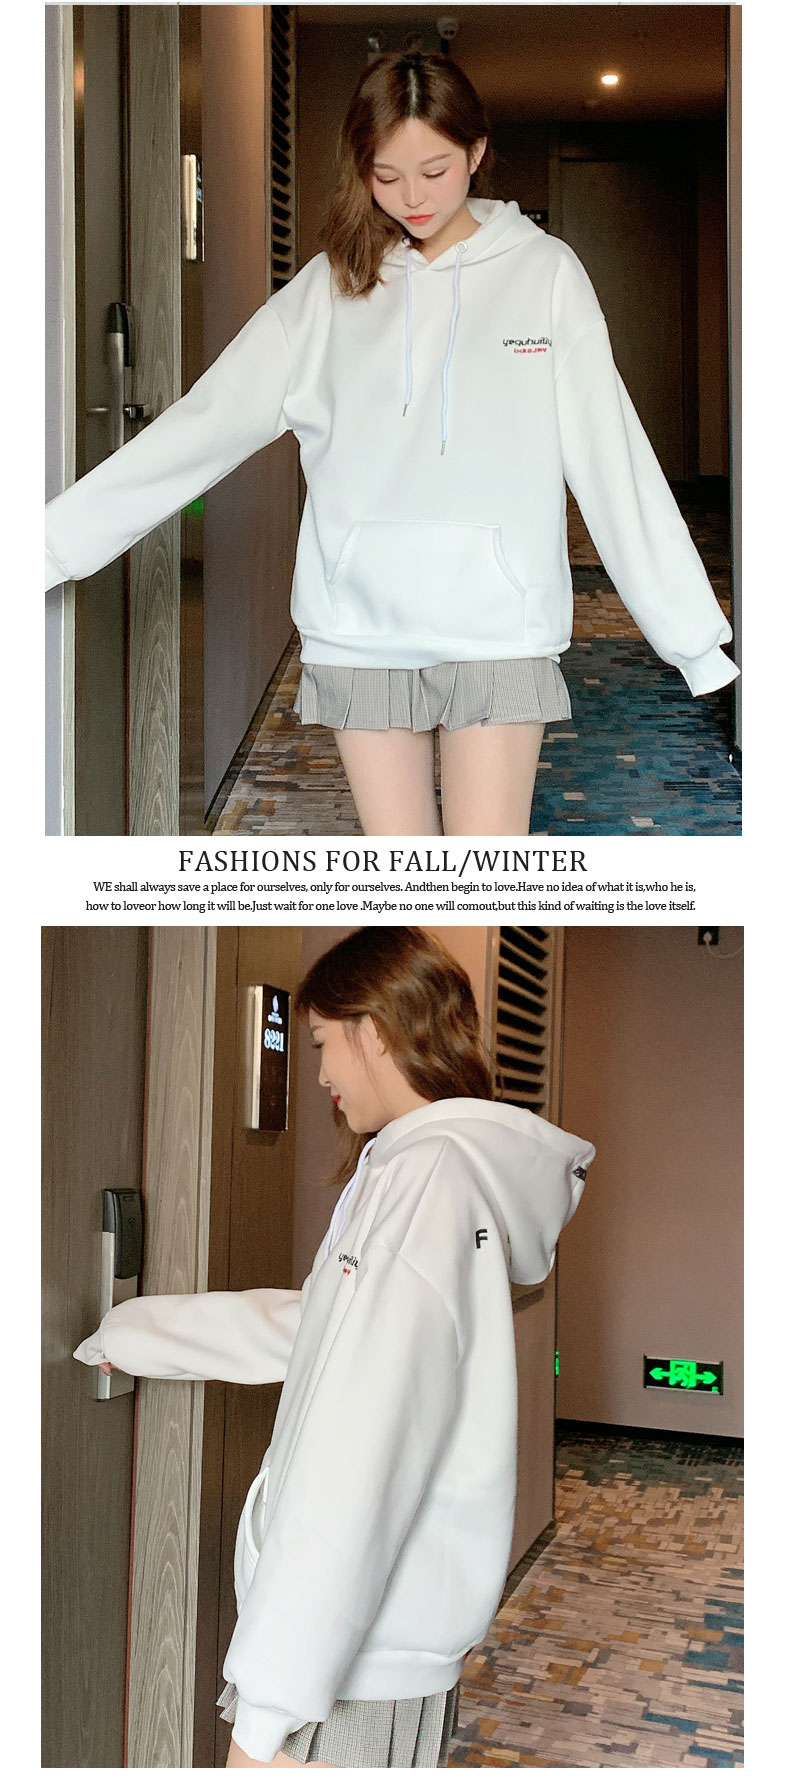 yequhuitiy
FASHIONS FOR FALL/WINTER
WE shall always save a place for ourselves, only for ourselves. Andthen begin to love.Have no idea of what it is,who he is,
how to loveor how long it will be.Just wait for one love .Maybe no one will comout,but this kind of waiting is the love itself.
8221
F